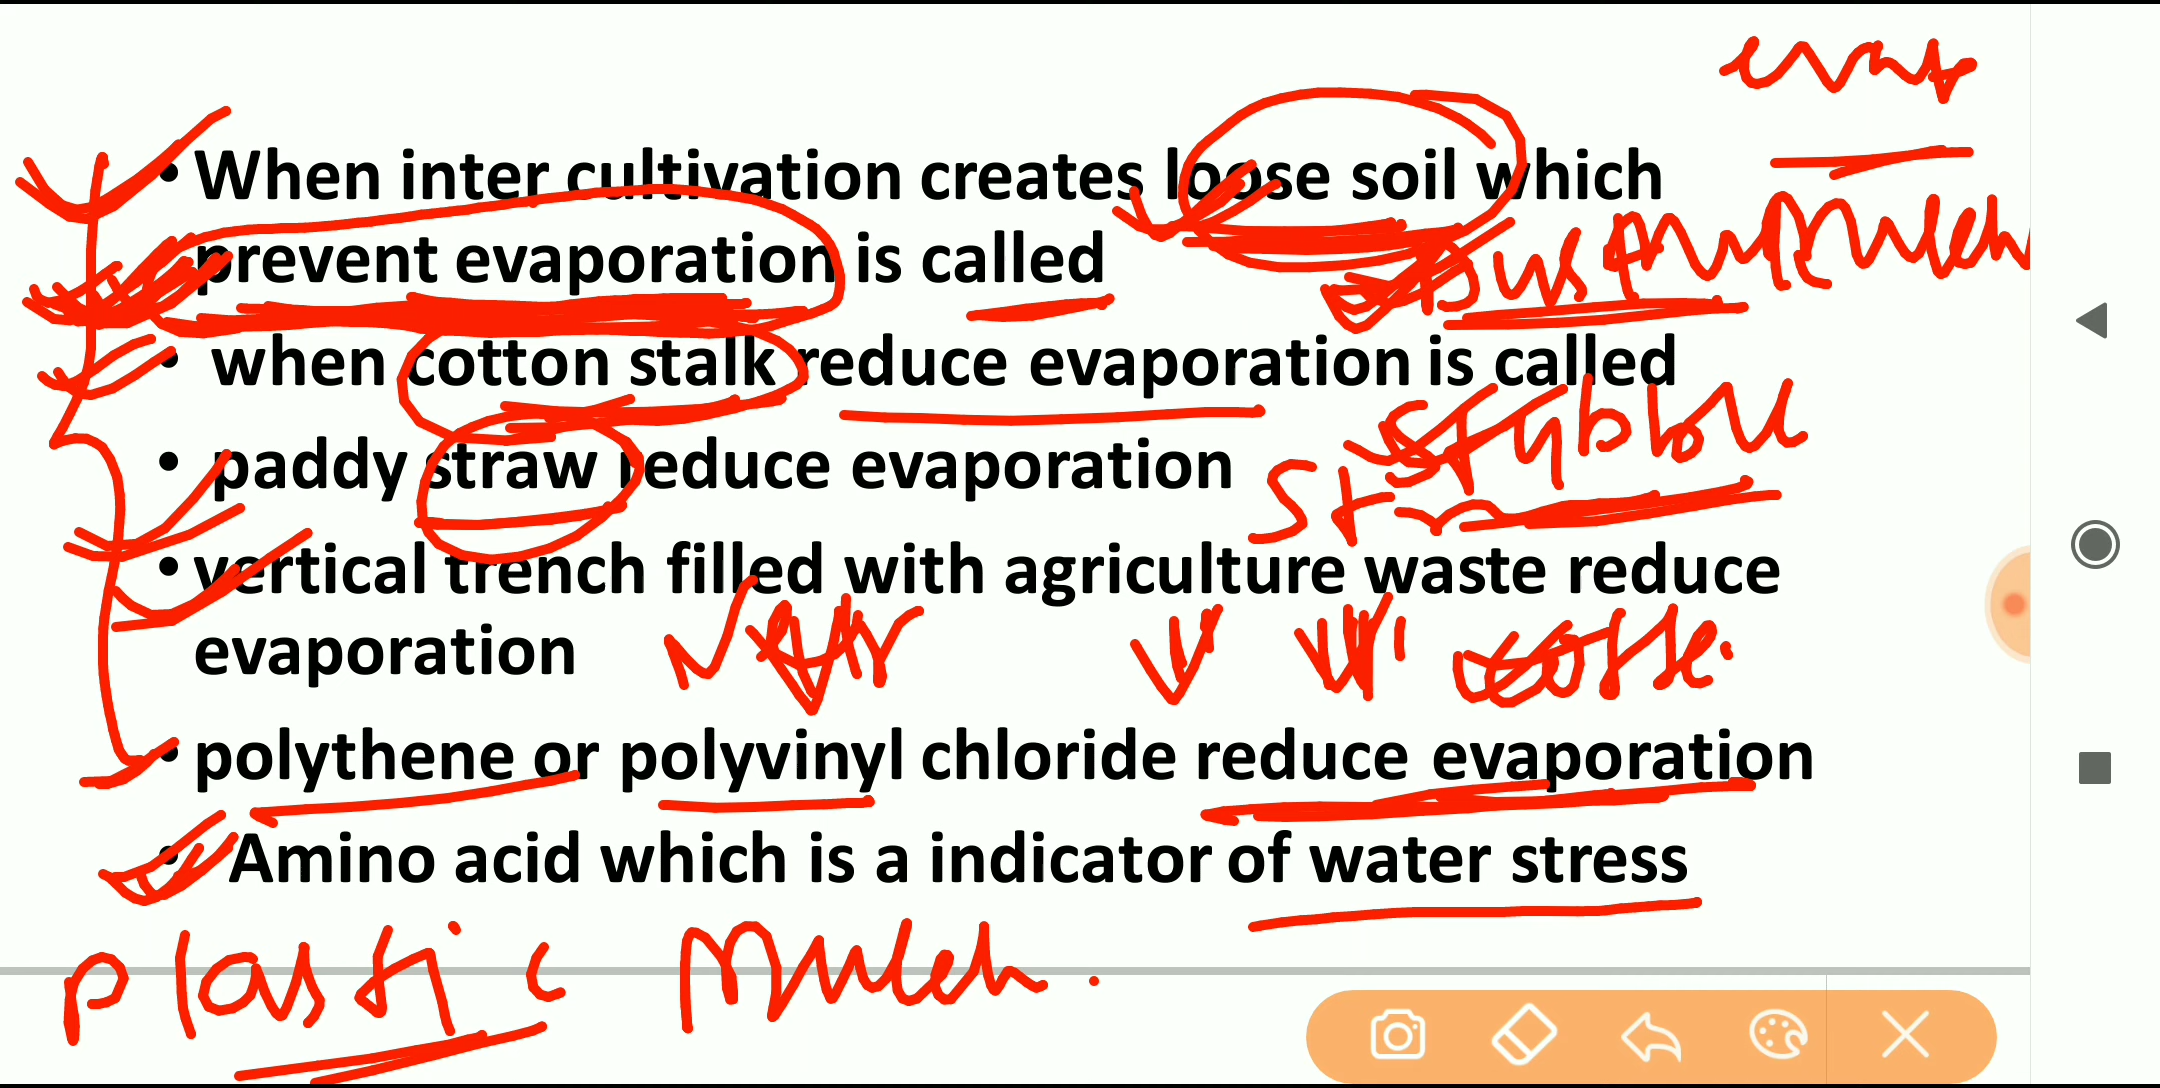 evap
• When inter cultivation creates loose soil which
prevent evaporation is called
mulch
• when cotton stalk reduce evaporation is called
• paddy straw reduce evaporation
• vertical trench filled with agriculture waste reduce
evaporation
• polythene or polyvinyl chloride reduce evaporation
• Amino acid which is a indicator of water stress
plastic mulch.